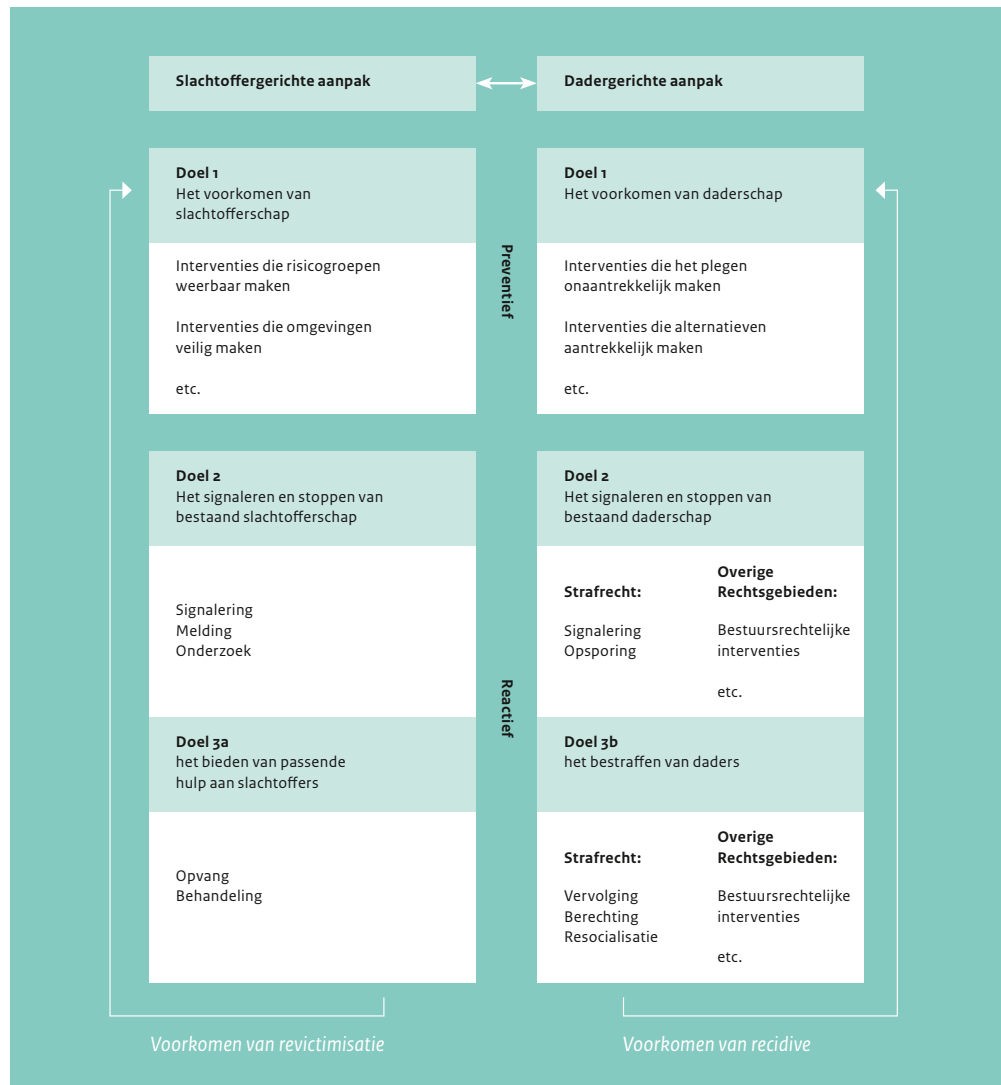 Slachtoffergerichte aanpak
Dadergerichte aanpak
Doel 1
Het voorkomen van
slachtofferschap
Doel 1
Het voorkomen van daderschap
Interventies die risicogroepen
weerbaar maken
Interventies die omgevingen
veilig maken
etc.
Preventief
Interventies die het plegen
onaantrekkelijk maken
Interventies die alternatieven
aantrekkelijk maken
etc.
Doel 2
Het signaleren en stoppen van
bestaand slachtofferschap
Doel 2
Het signaleren en stoppen van
bestaand daderschap
Signalering
Melding
Onderzoek
Strafrecht:
Signalering
Opsporing
Overige
Rechtsgebieden:
Bestuursrechtelijke
interventies
etc.
Reactief
Doel 3a
het bieden van passende
hulp aan slachtoffers
Doel 3b
het bestraffen van daders
Opvang
Behandeling
Strafrecht:
Vervolging
Berechting
Resocialisatie
Overige
Rechtsgebieden:
Bestuursrechtelijke
interventies
etc.
Voorkomen van revictimisatie
Voorkomen van recidive